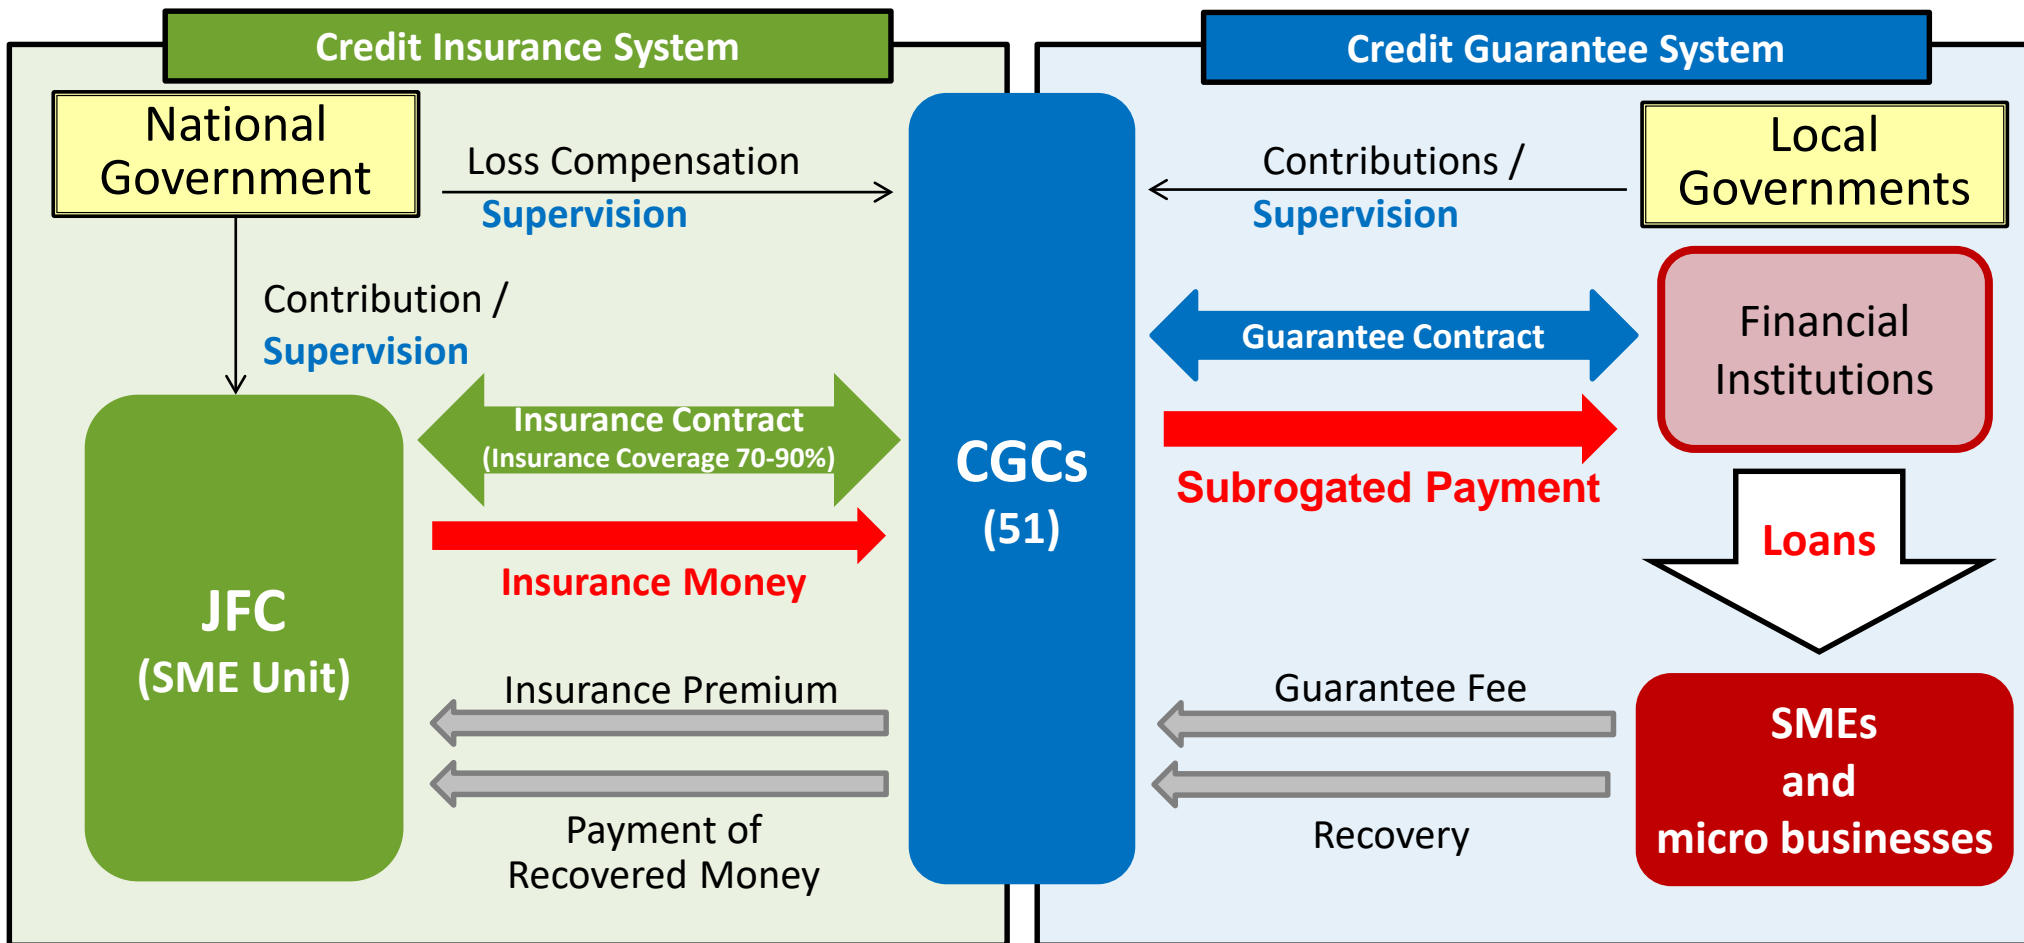 Credit Insurance System
Credit Guarantee System
National
Government
Loss Compensation
Supervision
Contribution /
Supervision
Insurance Contract
(Insurance Coverage 70-90%)
Insurance Money
JFC
(SME Unit)
Insurance Premium
Payment of
Recovered Money
CGCs
(51)
Contributions /
Supervision
Local
Governments
Guarantee Contract
Financial
Institutions
Subrogated Payment
Loans
Guarantee Fee
Recovery
SMEs
and
micro businesses